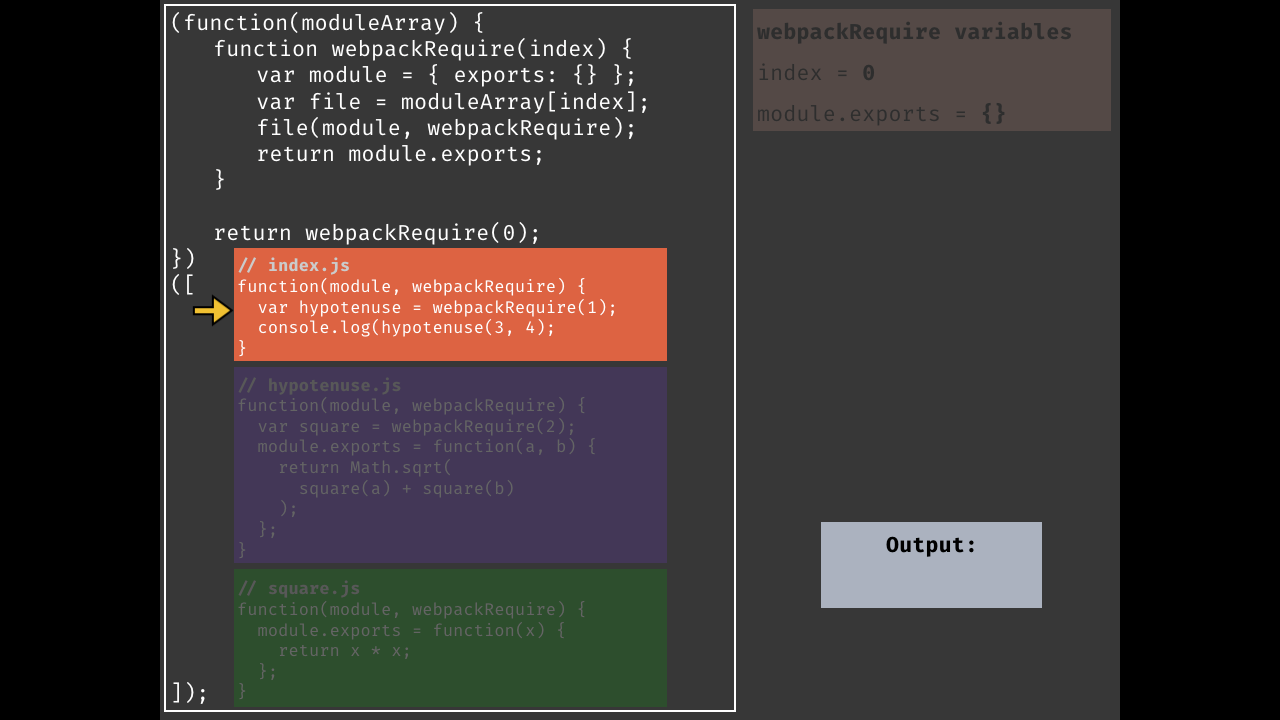 (function(moduleArray) {
function webpackRequire(index) {
var module = { exports: {} };
var file = moduleArray[index];
file(module, webpackRequire);
return module.exports;
}
return webpackRequire(0);
})
([
// index.js
function(module, webpackRequire) {
var hypotenuse = webpackRequire(1);
console.log(hypotenuse(3, 4);
}
// hypotenuse.js
function(module, webpackRequire) {
var square = webpackRequire(2);
module.exports = function(a, b) {
return Math.sqrt(
square(a) + square(b)
);
};
}
// square.js
function(module, webpackRequire) {
module.exports = function(x) {
return x * x;
};
}
]);
webpackRequire variables
index = 0
module.exports = {}
Output: